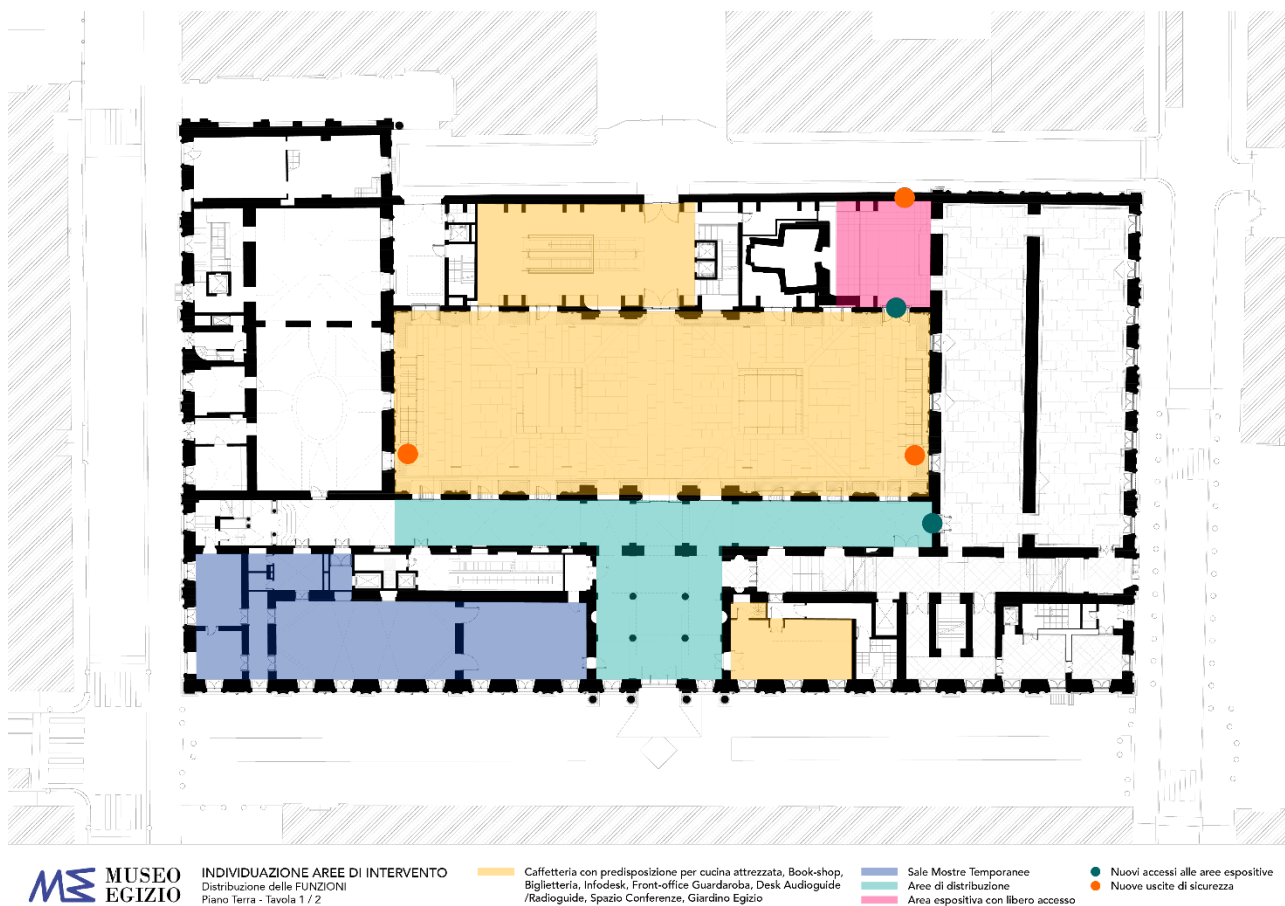 MUSEO
EGIZIO
INDIVIDUAZIONE AREE DI INTERVENTO
Distribuzione delle FUNZIONI
Piano Terra - Tavola 1 / 2
Caffetteria con predisposizione per cucina attrezzata, Book-shop,
Biglietteria, Infodesk, Front-office Guardaroba, Desk Audioguide
/Radioguide, Spazio Conferenze, Giardino Egizio
Sale Mostre Temporanee
Aree di distribuzione
Area espositiva con libero accesso
Nuovi accessi alle aree espositive
Nuove uscite di sicurezza